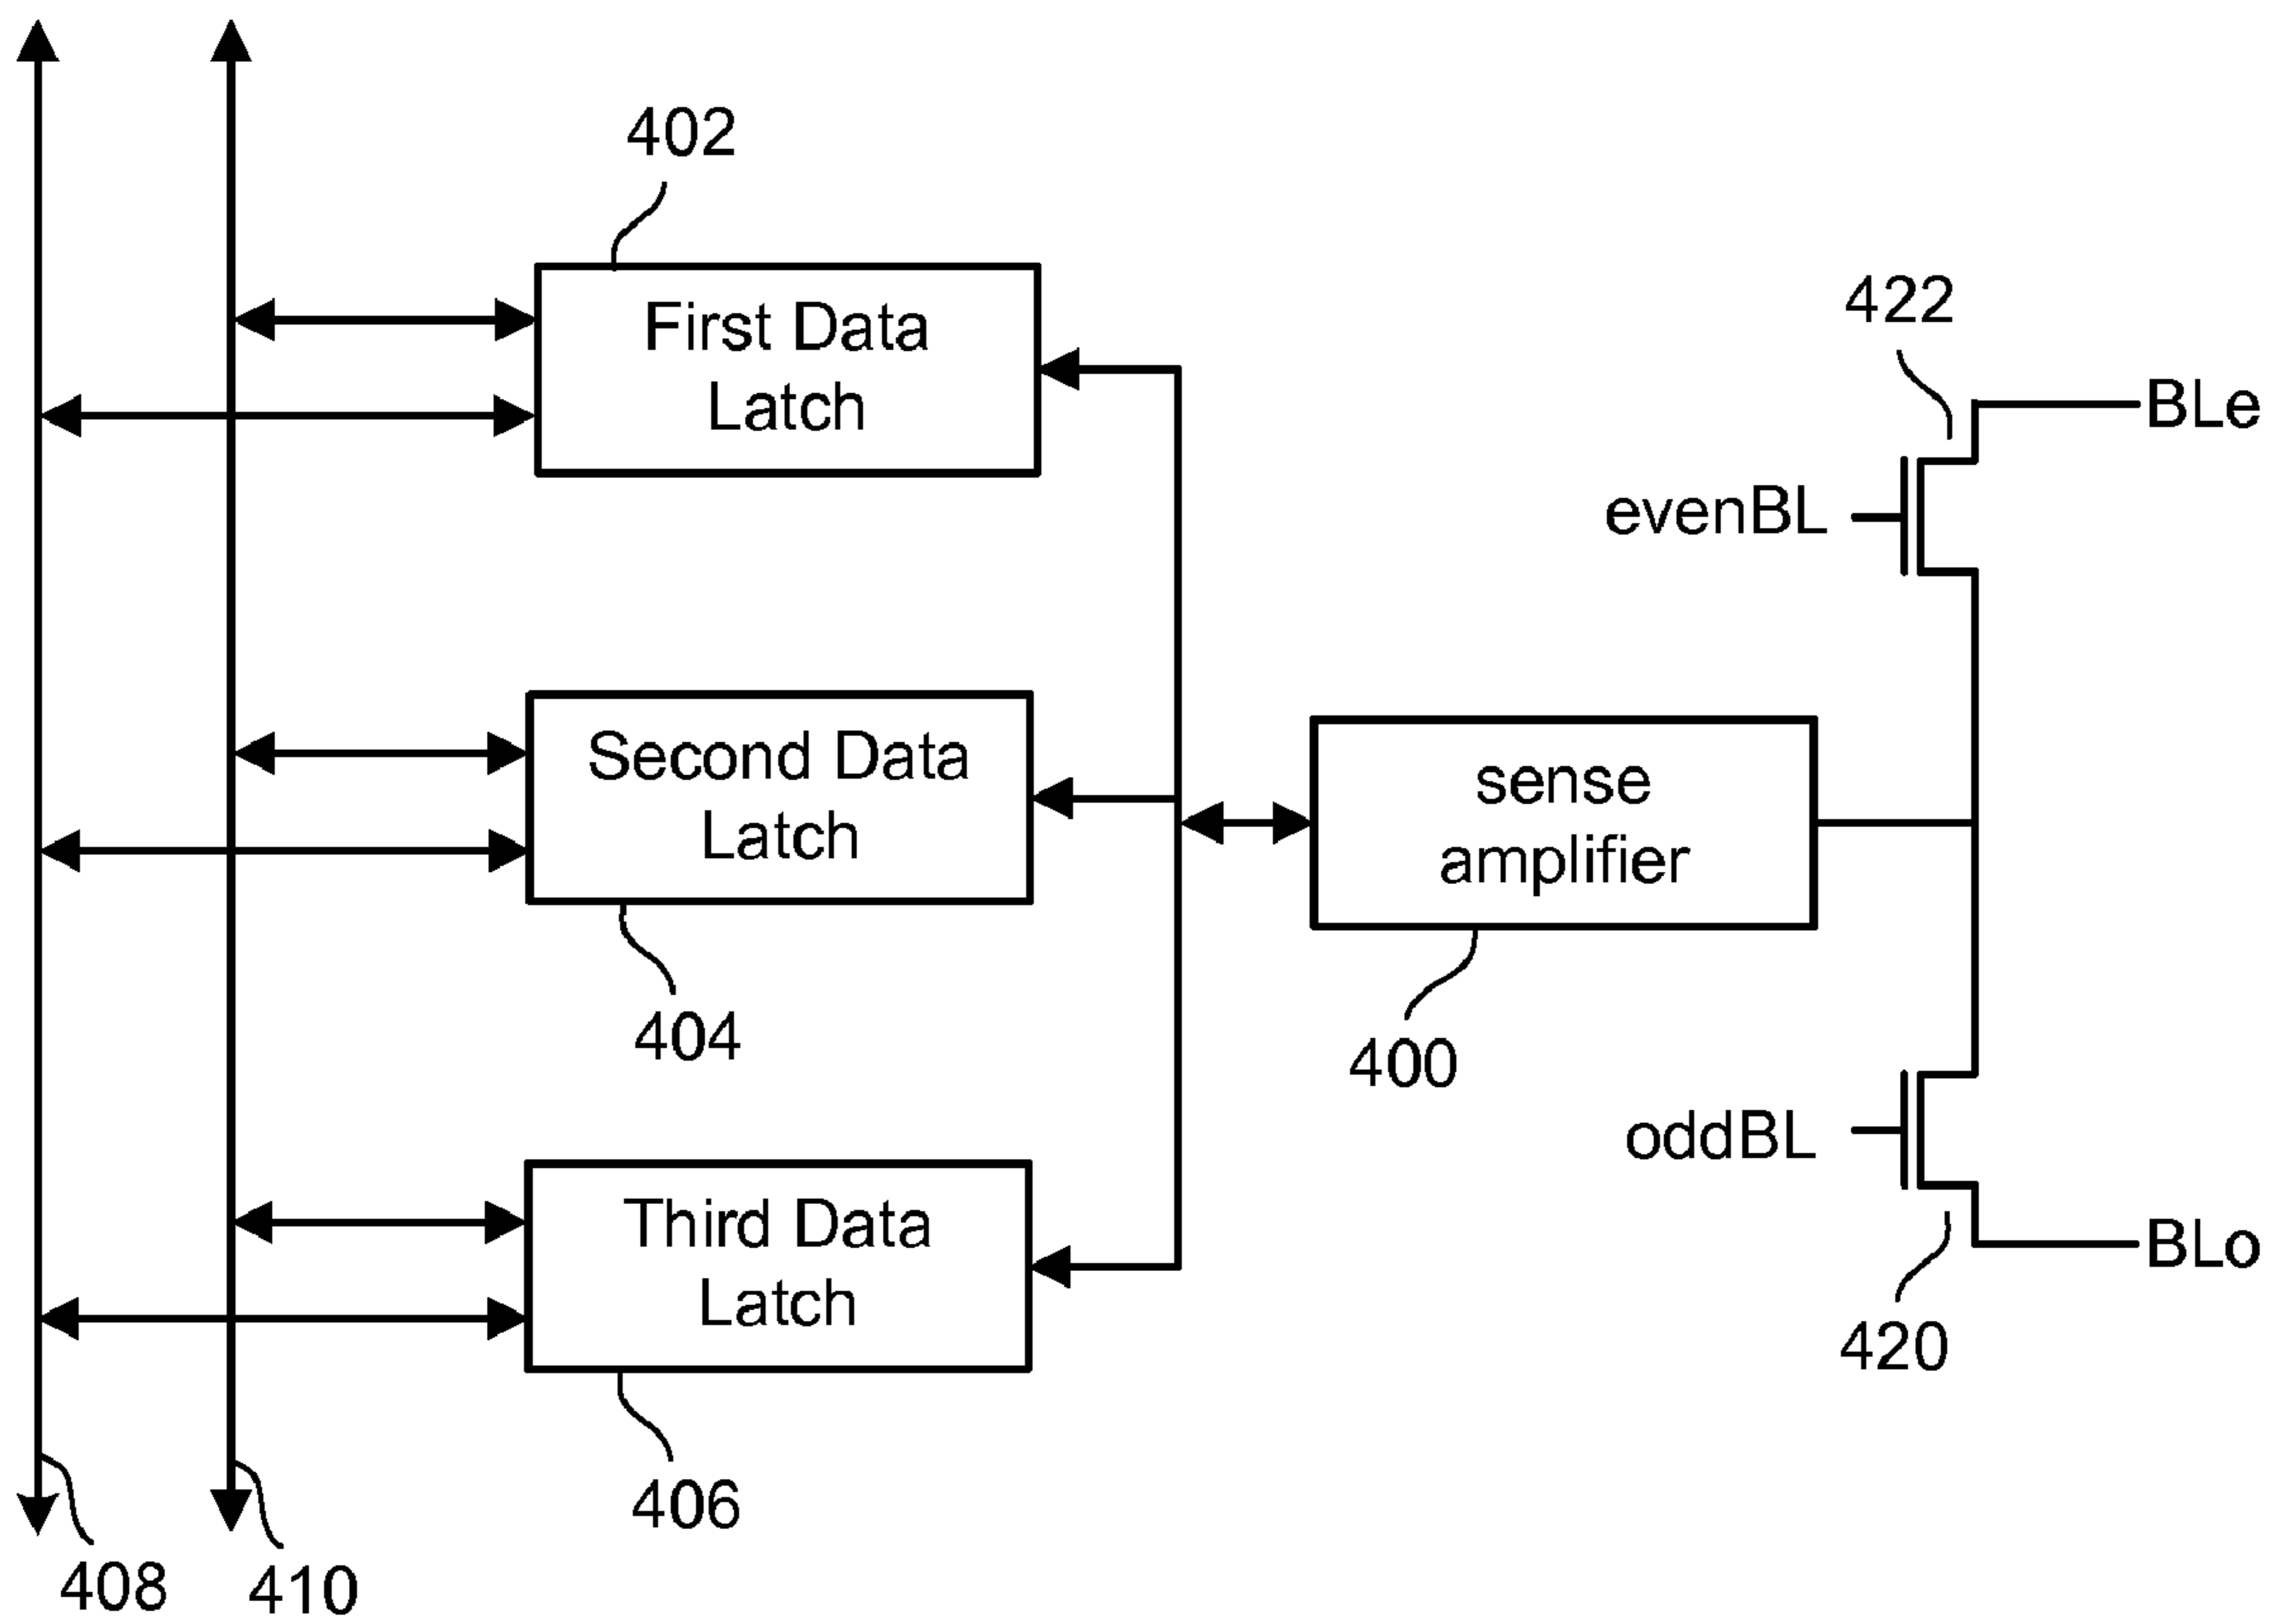 402
First Data
Latch
422
BLe
evenBL
Second Data
Latch
sense
amplifier
404
400
oddBL
Third Data
Latch
BLo
420
406
408
410